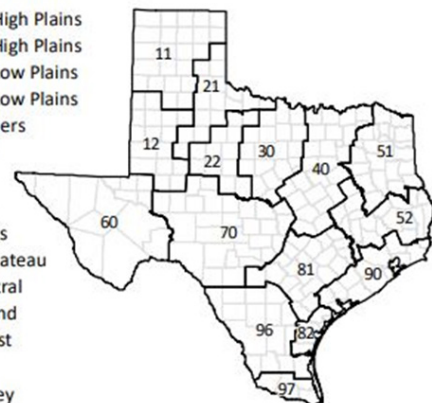 High Plains
High Plains
ow Plains
ow Plains
ers
s
ateau
ral
nd
st
ey
11
21
12
22
30
40
51
52
60
70
81
90
96
82
97